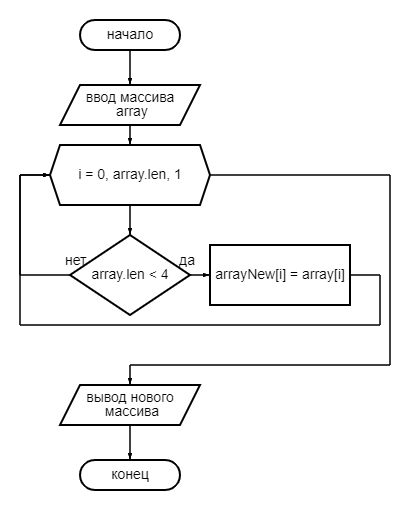 начало
ввод массива
array
i = 0, array.len, 1
нет
array.len < 4
да
arrayNew[i] = array[i]
вывод нового
массива
конец